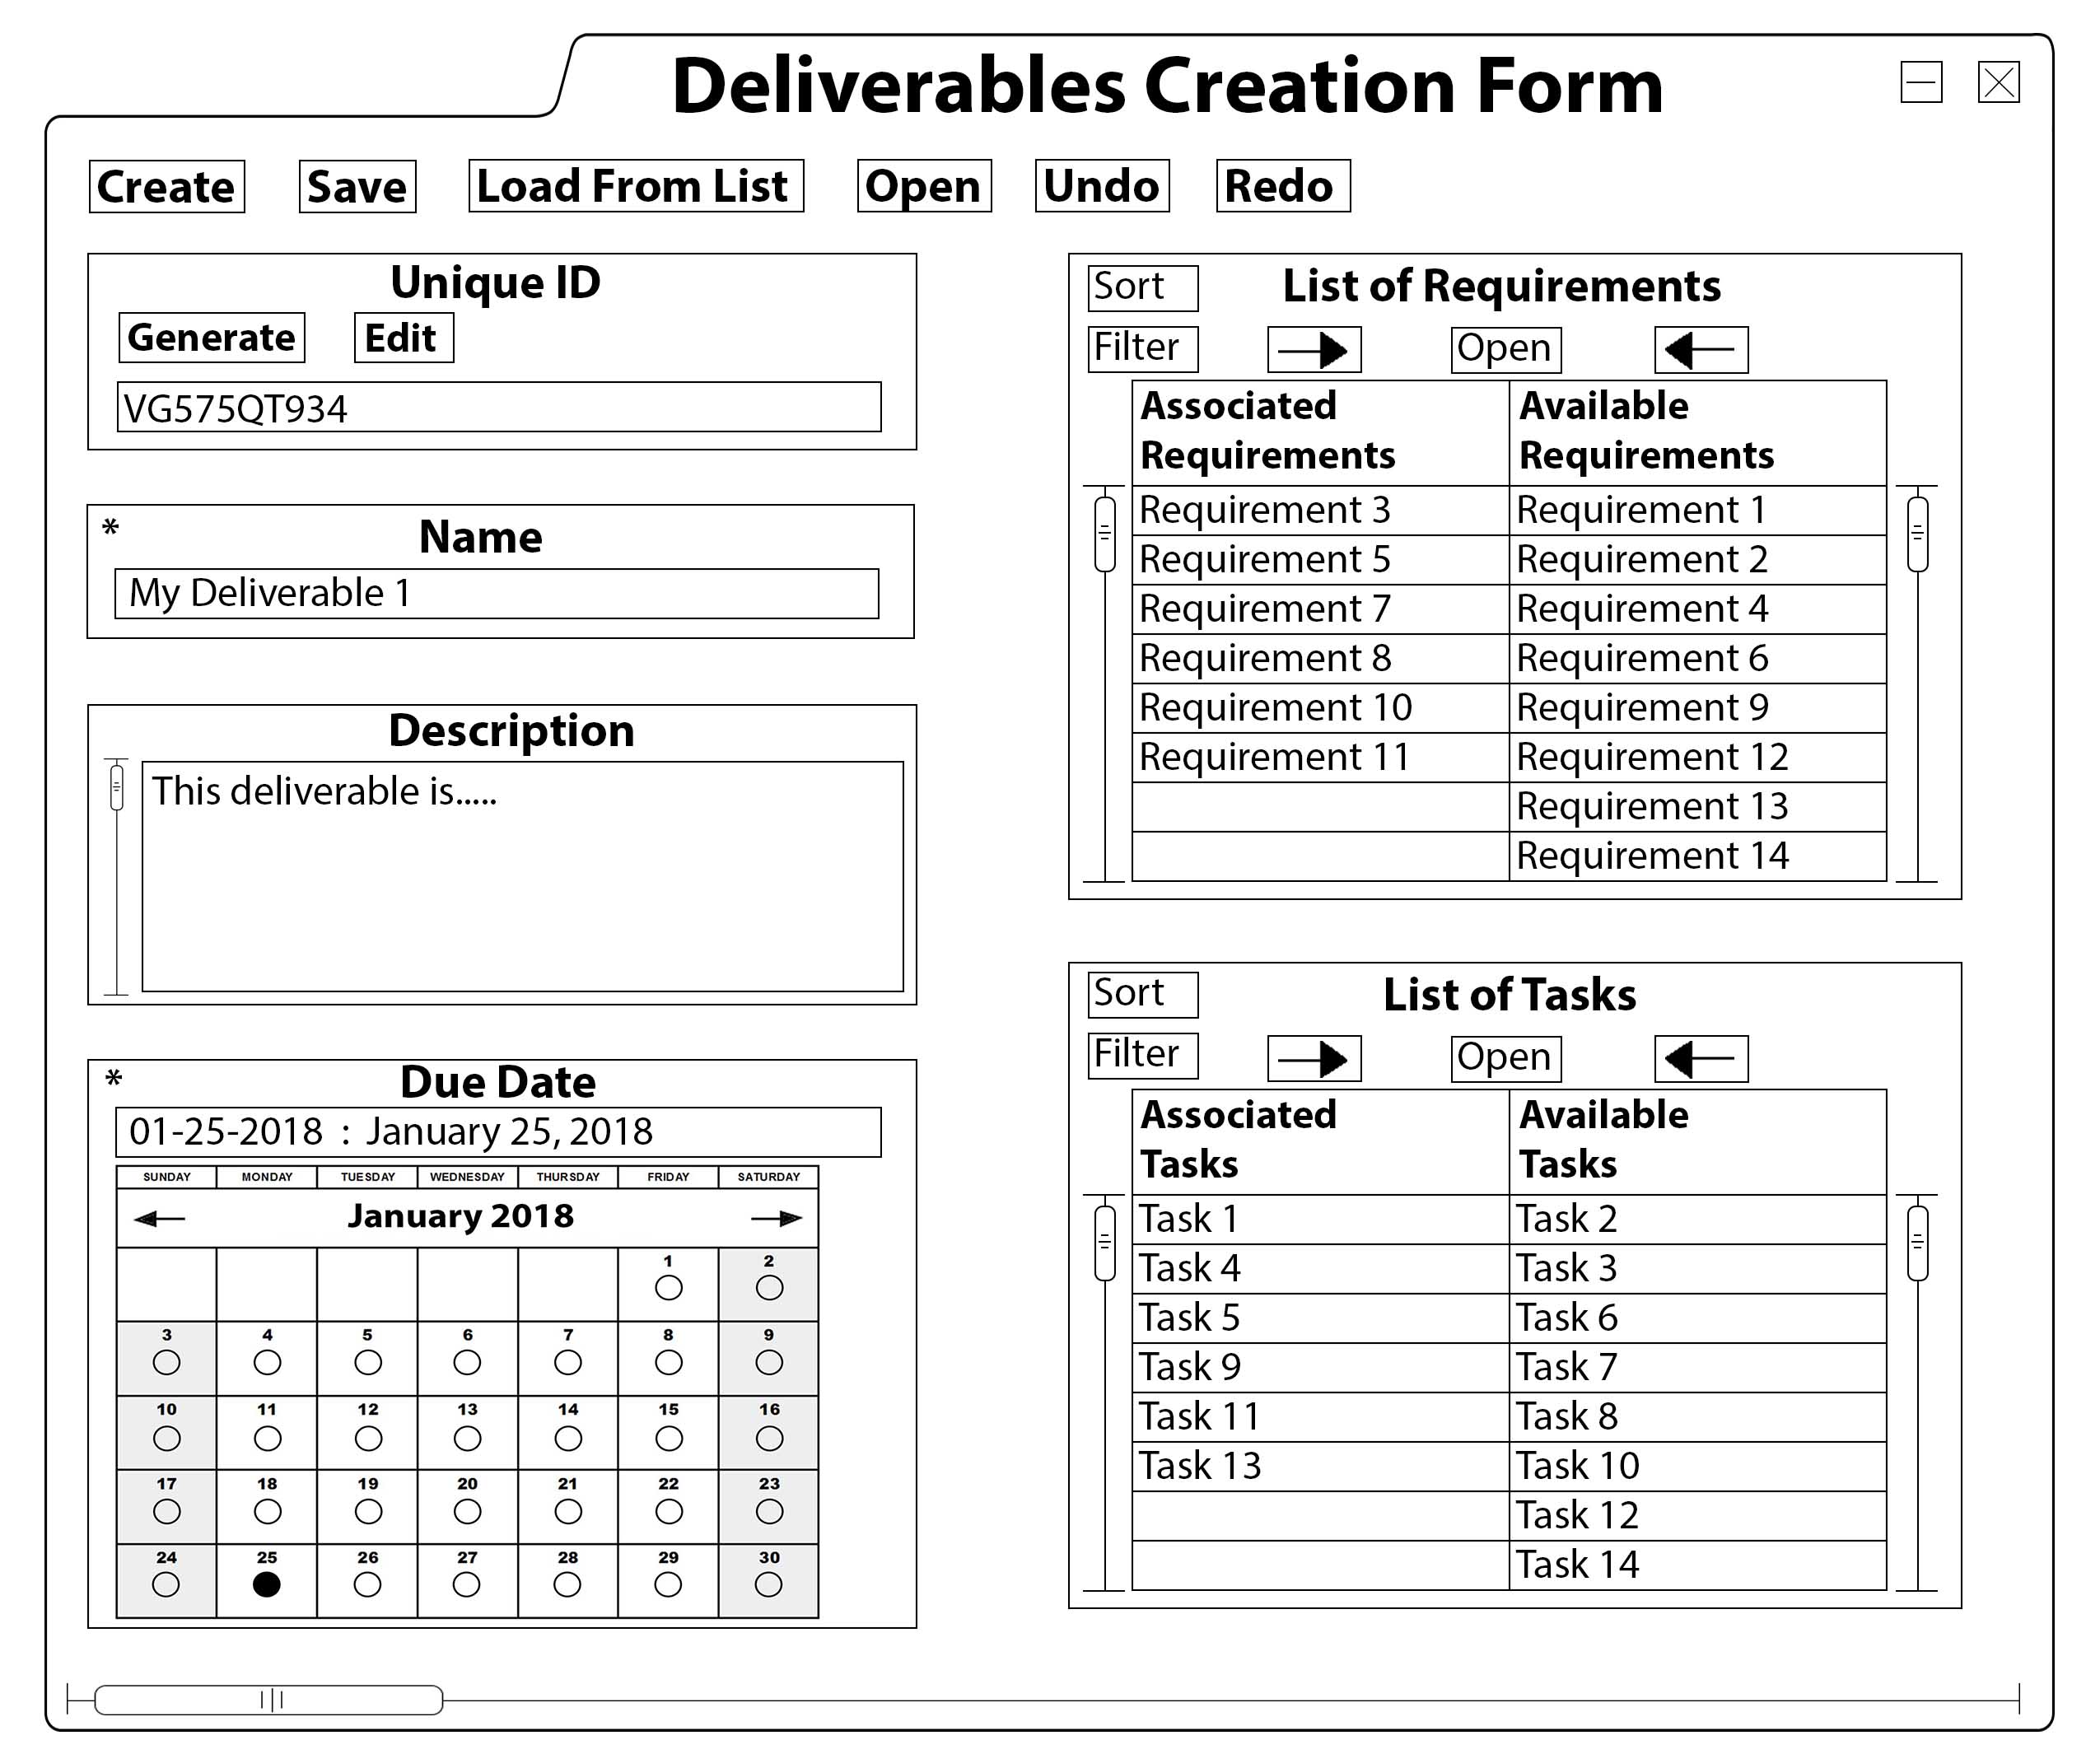 Deliverables Creation Form
Create Save Load From List Open Undo Redo
Unique ID
Generate Edit
VG575QT934
*
Name
My Deliverable 1
Description
This deliverable is.....
*
Due Date
01-25-2018 : January 25, 2018
SUNDAY MONDAY TUESDAY WEDNESDAY THURSDAY FRIDAY SATURDAY
January 2018
1 2
3 4 5 6 7 8 9
10 11 12 13 14 15 16
17 18 19 20 21 22 23
24 25 26 27 28 29 30
Sort
List of Requirements
Filter Open
Associated Available
Requirements Requirements
Requirement 3 Requirement 1
Requirement 5 Requirement 2
Requirement 7 Requirement 4
Requirement 8 Requirement 6
Requirement 10 Requirement 9
Requirement 11 Requirement 12
Requirement 13
Requirement 14
Sort
List of Tasks
Filter Open
Associated Available
Tasks Tasks
Task 1 Task 2
Task 4 Task 3
Task 5 Task 6
Task 9 Task 7
Task 11 Task 8
Task 13 Task 10
Task 12
Task 14